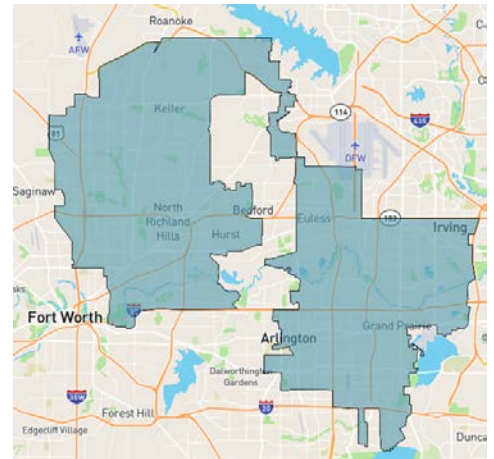 Roanoke
AFW
Keller
114
635
DFW
Saginaw
North
Richland
Hills
Bedford
Hurst
Euless
183
Irving
Fort Worth
Arlington
Grand Prairie
Dalworthington
Gardens
35W
20
Forest Hill
Edgecliff Village
Dunca